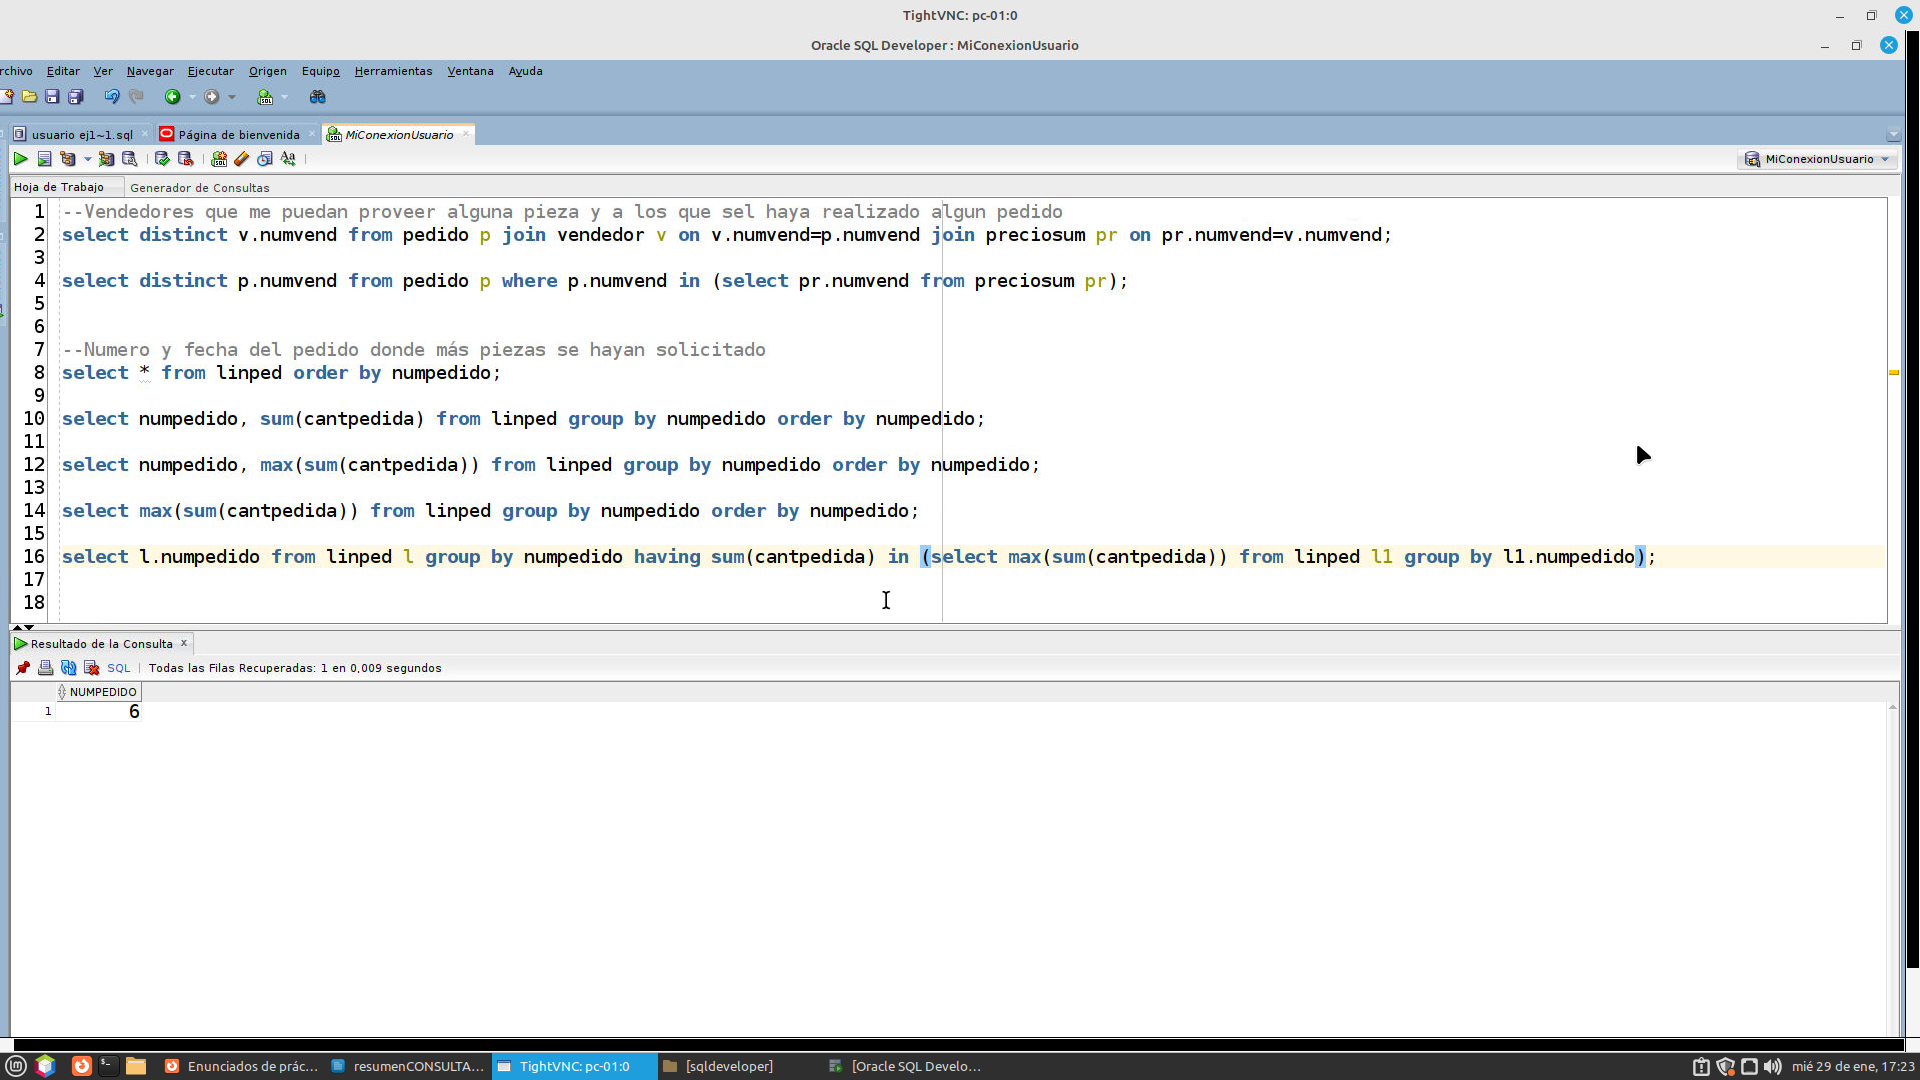 TightVNC: pc-01:0
Oracle SQL Developer : MiConexionUsuario
rchivo Editar Ver Navegar Ejecutar Origen Equipo Herramientas Ventana Ayuda
usuario ej1~1.sql Página de bienvenida MiConexionUsuario
MiConexionUsuario
Hoja de Trabajo Generador de Consultas
1 --Vendedores que me puedan proveer alguna pieza y a los que sel haya realizado algun pedido
2 select distinct v.numvend from pedido p join vendedor v on v.numvend=p.numvend join preciosum pr on pr.numvend=v.numvend;
3
4 select distinct p.numvend from pedido p where p.numvend in (select pr.numvend from preciosum pr);
5
6
7 --Numero y fecha del pedido donde más piezas se hayan solicitado
8 select * from linped order by numpedido;
9
10 select numpedido, sum(cantpedida) from linped group by numpedido order by numpedido;
11
12 select numpedido, max(sum(cantpedida)) from linped group by numpedido order by numpedido;
13
14 select max(sum(cantpedida)) from linped group by numpedido order by numpedido;
15
16 select l.numpedido from linped l group by numpedido having sum(cantpedida) in (select max(sum(cantpedida)) from linped l1 group by l1.numpedido);
17
18
Resultado de la Consulta x
SQL | Todas las Filas Recuperadas: 1 en 0,009 segundos
NUMPEDIDO
1 6
Enunciados de prác... resumenCONSULTA... TightVNC: pc-01:0 [sqldeveloper] [Oracle SQL Develo... mié 29 de ene, 17:23